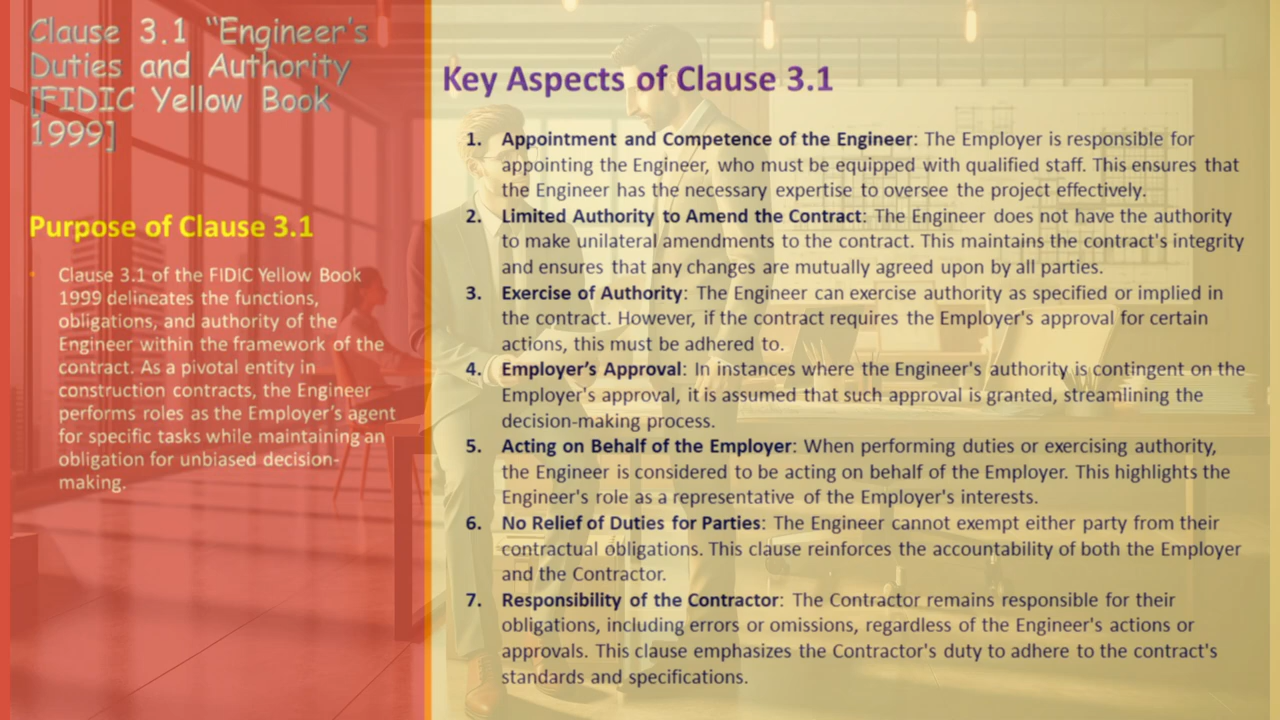 Clause 3.1 “Engineer’s
Duties and Authority
[FIDIC Yellow Book
1999]
Purpose of Clause 3.1
• Clause 3.1 of the FIDIC Yellow Book
1999 delineates the functions,
obligations, and authority of the
Engineer within the framework of the
contract. As a pivotal entity in
construction contracts, the Engineer
performs roles as the Employer’s agent
for specific tasks while maintaining an
obligation for unbiased decision-
making.
Key Aspects of Clause 3.1
1. Appointment and Competence of the Engineer: The Employer is responsible for
appointing the Engineer, who must be equipped with qualified staff. This ensures that
the Engineer has the necessary expertise to oversee the project effectively.
2. Limited Authority to Amend the Contract: The Engineer does not have the authority
to make unilateral amendments to the contract. This maintains the contract's integrity
and ensures that any changes are mutually agreed upon by all parties.
3. Exercise of Authority: The Engineer can exercise authority as specified or implied in
the contract. However, if the contract requires the Employer's approval for certain
actions, this must be adhered to.
4. Employer’s Approval: In instances where the Engineer's authority is contingent on the
Employer's approval, it is assumed that such approval is granted, streamlining the
decision-making process.
5. Acting on Behalf of the Employer: When performing duties or exercising authority,
the Engineer is considered to be acting on behalf of the Employer. This highlights the
Engineer's role as a representative of the Employer's interests.
6. No Relief of Duties for Parties: The Engineer cannot exempt either party from their
contractual obligations. This clause reinforces the accountability of both the Employer
and the Contractor.
7. Responsibility of the Contractor: The Contractor remains responsible for their
obligations, including errors or omissions, regardless of the Engineer's actions or
approvals. This clause emphasizes the Contractor's duty to adhere to the contract's
standards and specifications.